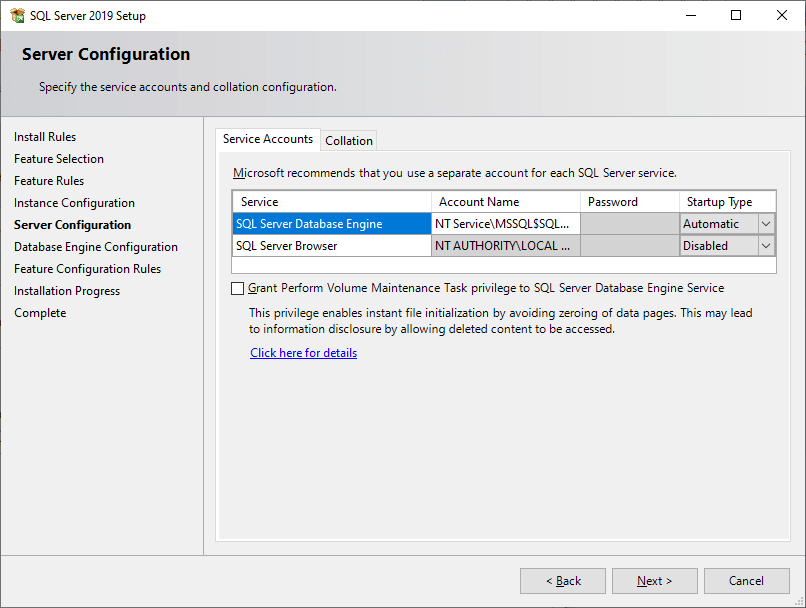 SQL Server 2019 Setup
Server Configuration
Specify the service accounts and collation configuration.
Install Rules
Feature Selection
Feature Rules
Instance Configuration
Server Configuration
Database Engine Configuration
Feature Configuration Rules
Installation Progress
Complete
Service Accounts Collation
Microsoft recommends that you use a separate account for each SQL Server service.
Service Account Name Password Startup Type
SQL Server Database Engine NT Service\MSSQL$SQL... Automatic
SQL Server Browser NT AUTHORITY\LOCAL ... Disabled
Grant Perform Volume Maintenance Task privilege to SQL Server Database Engine Service
This privilege enables instant file initialization by avoiding zeroing of data pages. This may lead
to information disclosure by allowing deleted content to be accessed.
Click here for details
< Back Next > Cancel